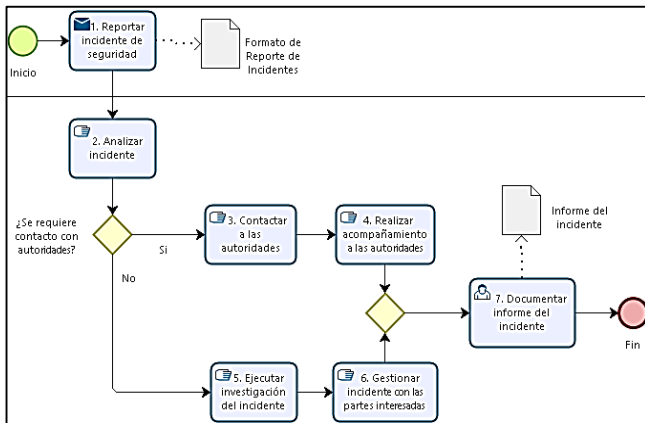 1. Reportar
incidente de
seguridad
Inicio
Formato de
Reporte de
Incidentes
2. Analizar
incidente
¿Se requiere
contacto con
autoridades?
Si
No
3. Contactar
a las
autoridades
4. Realizar
acompañamiento
a las autoridades
Informe del
incidente
7. Documentar
informe del
incidente
Fin
5. Ejecutar
investigación
del incidente
6. Gestionar
incidente con las
partes interesadas